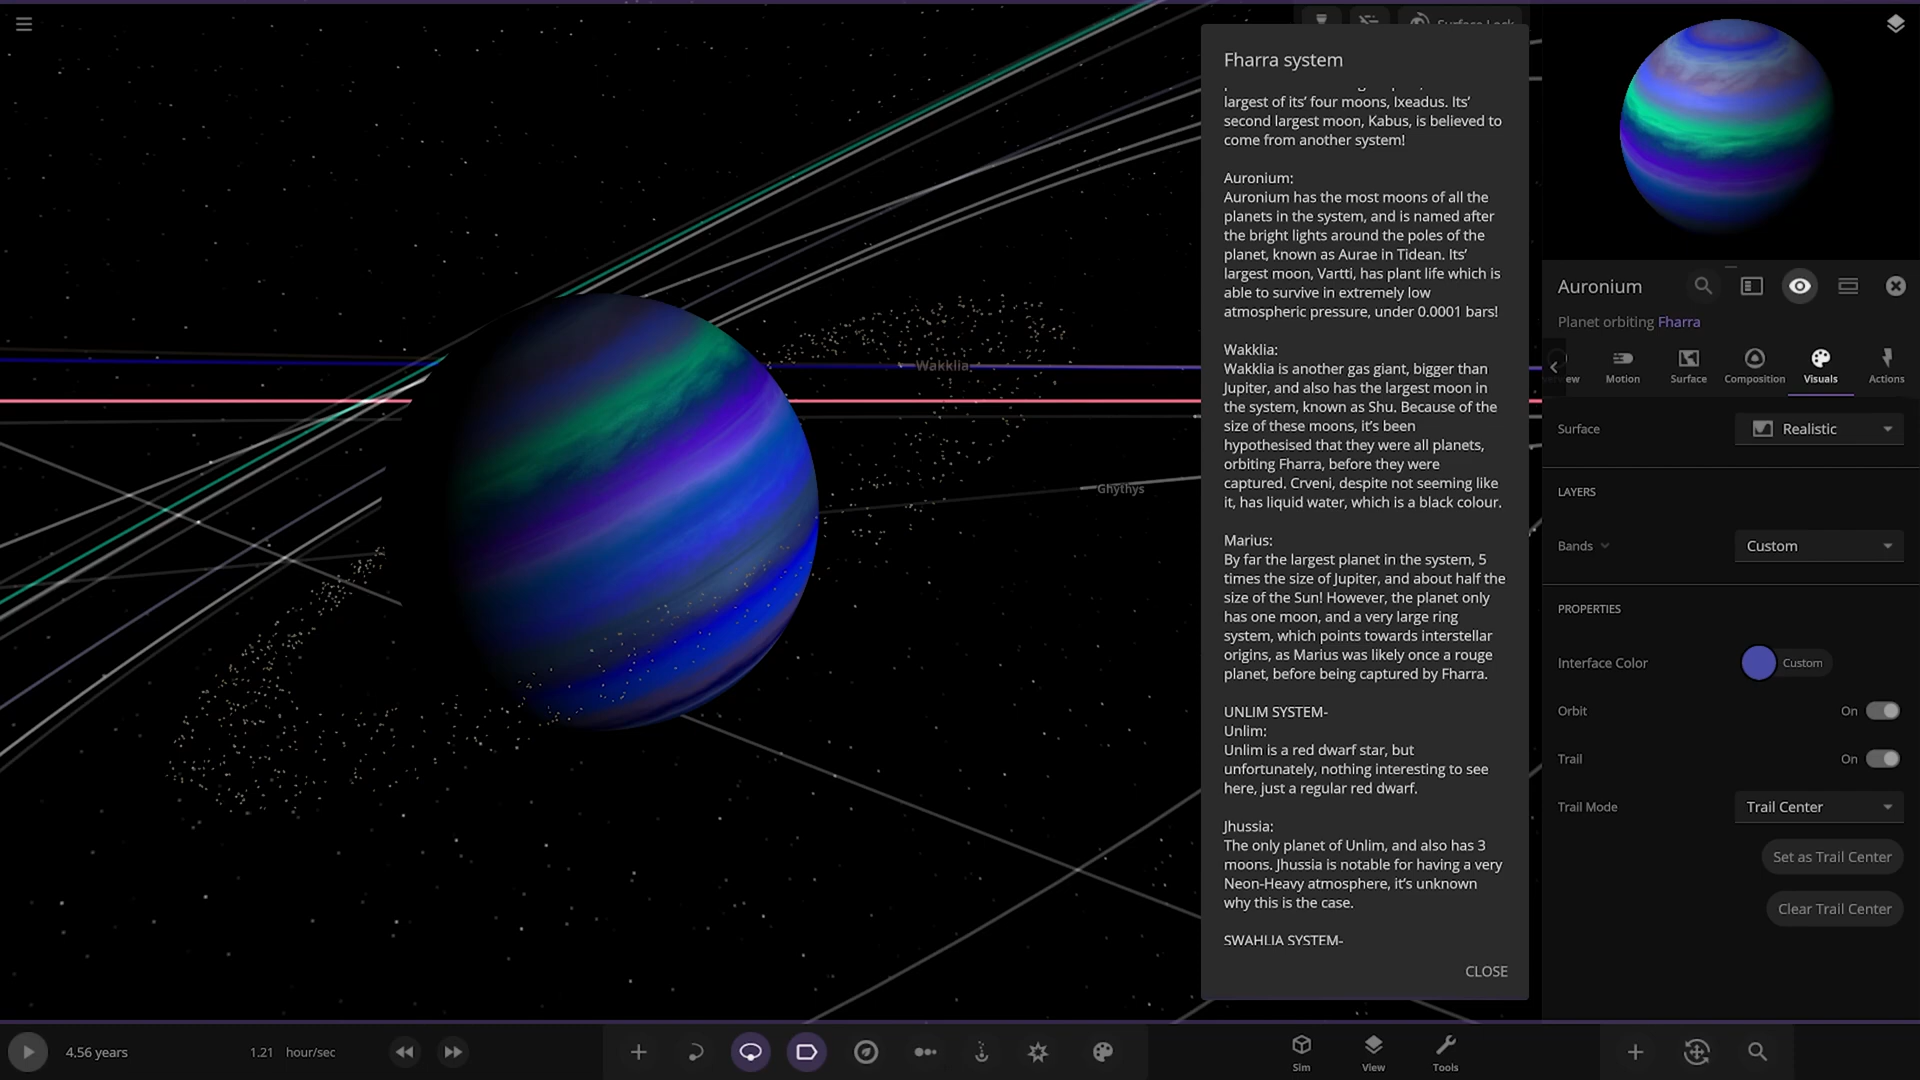 Surface Lock
Fharra system
largest of its’ four moons, Ixeadus. Its’
second largest moon, Kabus, is believed to
come from another system!
Auronium:
Auronium has the most moons of all the
planets in the system, and is named after
the bright lights around the poles of the
planet, known as Aurae in Tidean. Its’
largest moon, Vartti, has plant life which is
able to survive in extremely low
atmospheric pressure, under 0.0001 bars!
Wakklia:
Wakklia is another gas giant, bigger than
Jupiter, and also has the largest moon in
the system, known as Shu. Because of the
size of these moons, it’s been
hypothesised that they were all planets,
orbiting Fharra, before they were
captured. Crveni, despite not seeming like
it, has liquid water, which is a black colour.
Marius:
By far the largest planet in the system, 5
times the size of Jupiter, and about half the
size of the Sun! However, the planet only
has one moon, and a very large ring
system, which points towards interstellar
origins, as Marius was likely once a rouge
planet, before being captured by Fharra.
UNLIM SYSTEM-
Unlim:
Unlim is a red dwarf star, but
unfortunately, nothing interesting to see
here, just a regular red dwarf.
Jhussia:
The only planet of Unlim, and also has 3
moons. Jhussia is notable for having a very
Neon-Heavy atmosphere, it’s unknown
why this is the case.
SWAHLIA SYSTEM-
CLOSE
Wakklia
Ghythys
Auronium
Planet orbiting Fharra
Motion
Surface
Composition
Visuals
Actions
Surface
Realistic
LAYERS
Bands
Custom
PROPERTIES
Interface Color
Custom
Orbit
On
Trail
On
Trail Mode
Trail Center
Set as Trail Center
Clear Trail Center
4.56 years
1.21 hour/sec
Sim
View
Tools